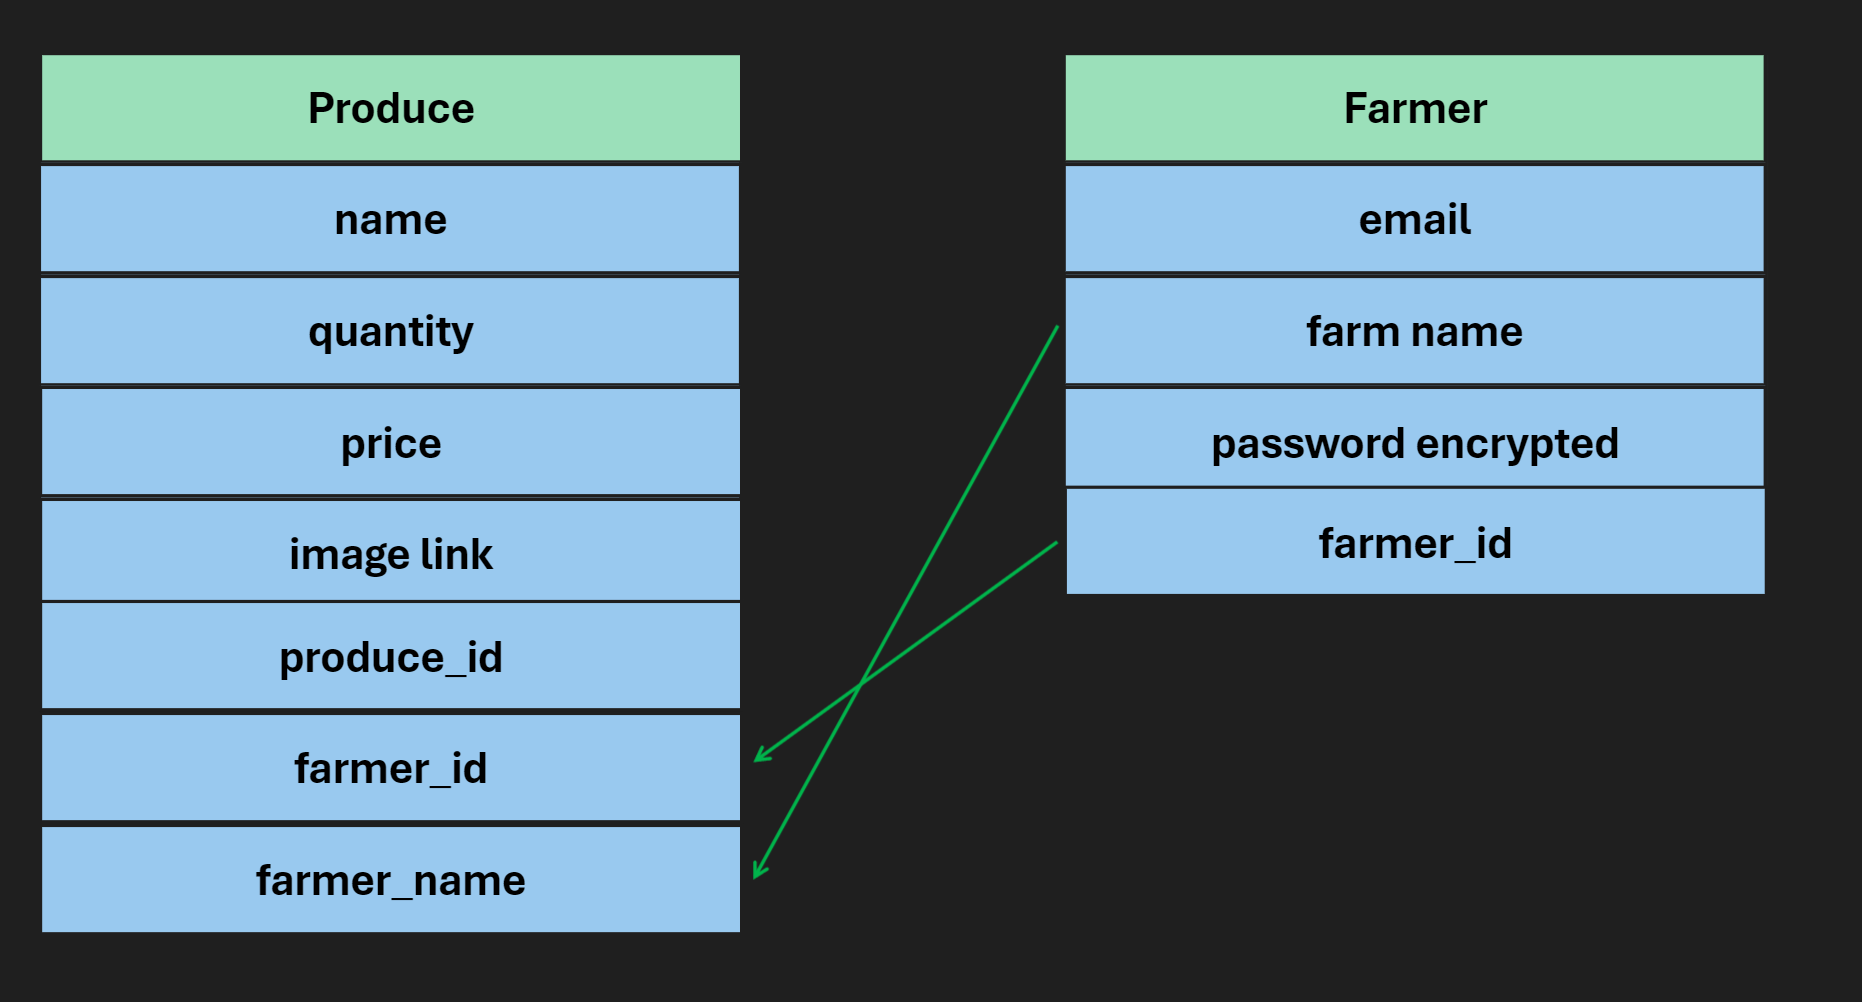 Produce
name
quantity
price
image link
produce_id
farmer_id
farmer_name
Farmer
email
farm name
password encrypted
farmer_id